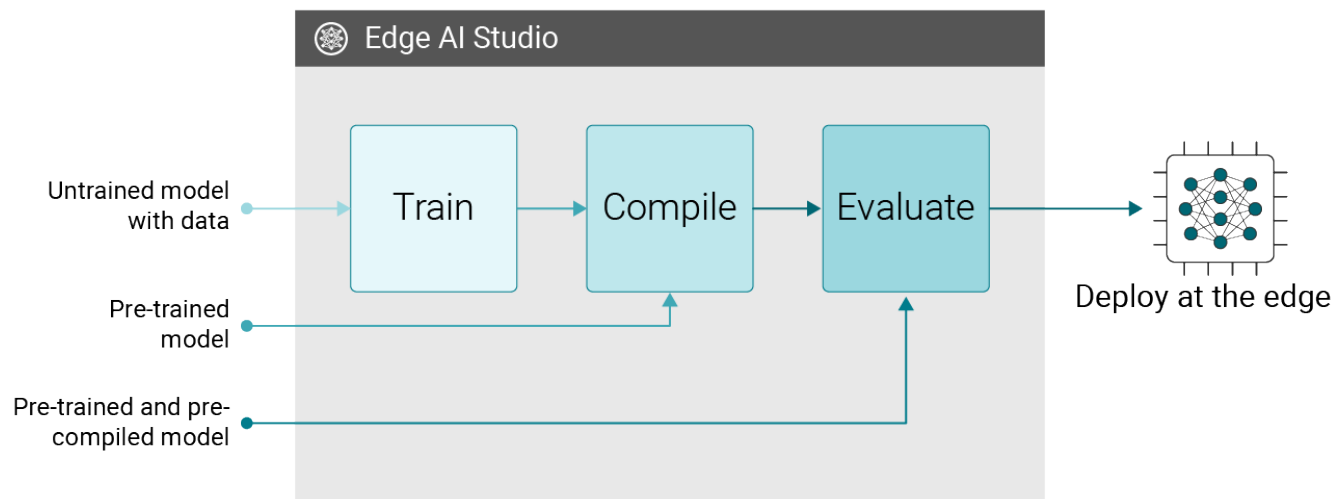 Edge AI Studio
Untrained model
with data
Train
Compile
Evaluate
Pre-trained
model
Deploy at the edge
Pre-trained and pre-
compiled model